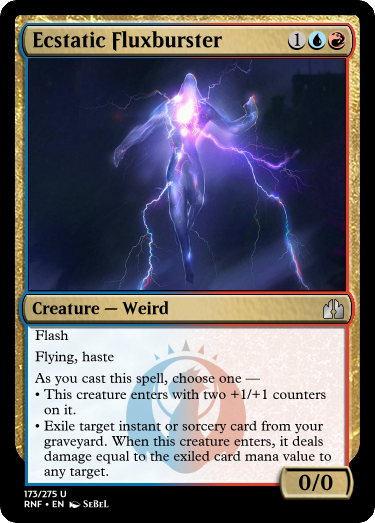 Ecstatic Fluxburster 1
Creature — Weird
Flash
Flying, haste
As you cast this spell, choose one —
• This creature enters with two +1/+1 counters
on it.
• Exile target instant or sorcery card from your
graveyard. When this creature enters, it deals
damage equal to the exiled card mana value to
any target.
0/0
173/275 U
RNF • EN SEBEL